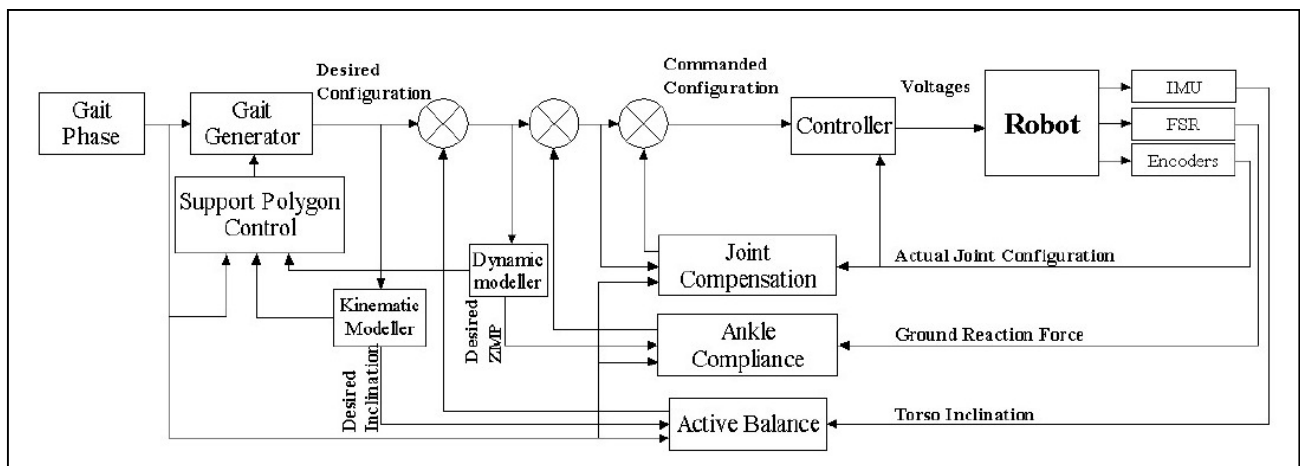 Gait
Phase
Gait
Generator
Desired
Configuration
Commanded
Configuration
Controller
Voltages
Robot
IMU
FSR
Encoders
Support Polygon
Control
Kinematic
Modeller
Dynamic
modeller
Joint
Compensation
Actual Joint Configuration
Desired
ZMP
Ankle
Compliance
Ground Reaction Force
Desired
Inclination
Active Balance
Torso Inclination